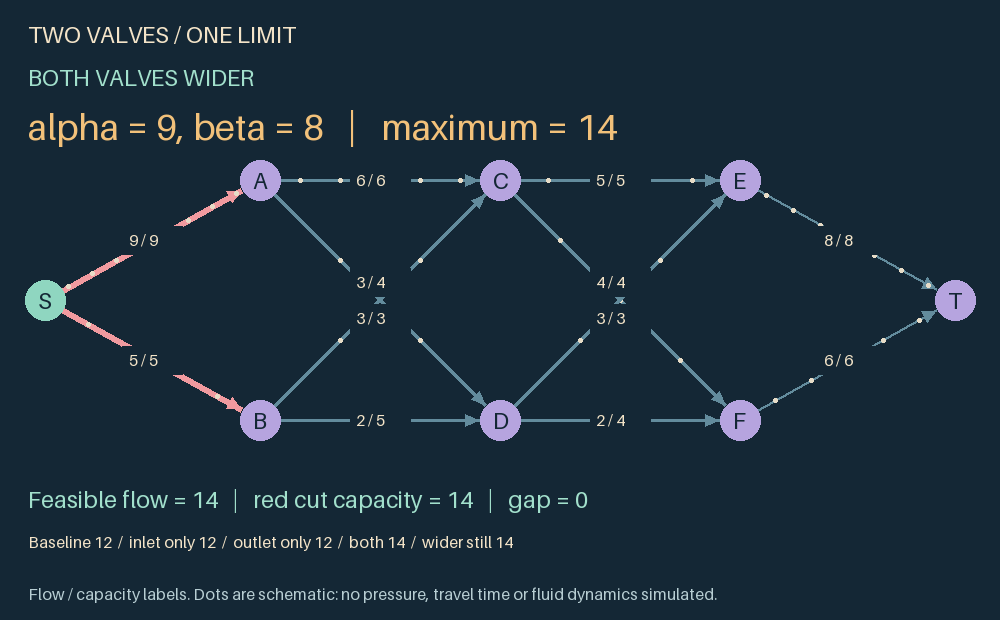 TWO VALVES / ONE LIMIT
BOTH VALVES WIDER
alpha = 9, beta = 8 | maximum = 14
A
6/6
C
5/5
E
9/9
8/8
3/4
4/4
S
T
3/3
3/3
5/5
6/6
B
2/5
D
2/4
F
Feasible flow = 14 | red cut capacity = 14 | gap = 0
Baseline 12 / inlet only 12 / outlet only 12 / both 14 / wider still 14
Flow / capacity labels. Dots are schematic: no pressure, travel time or fluid dynamics simulated.